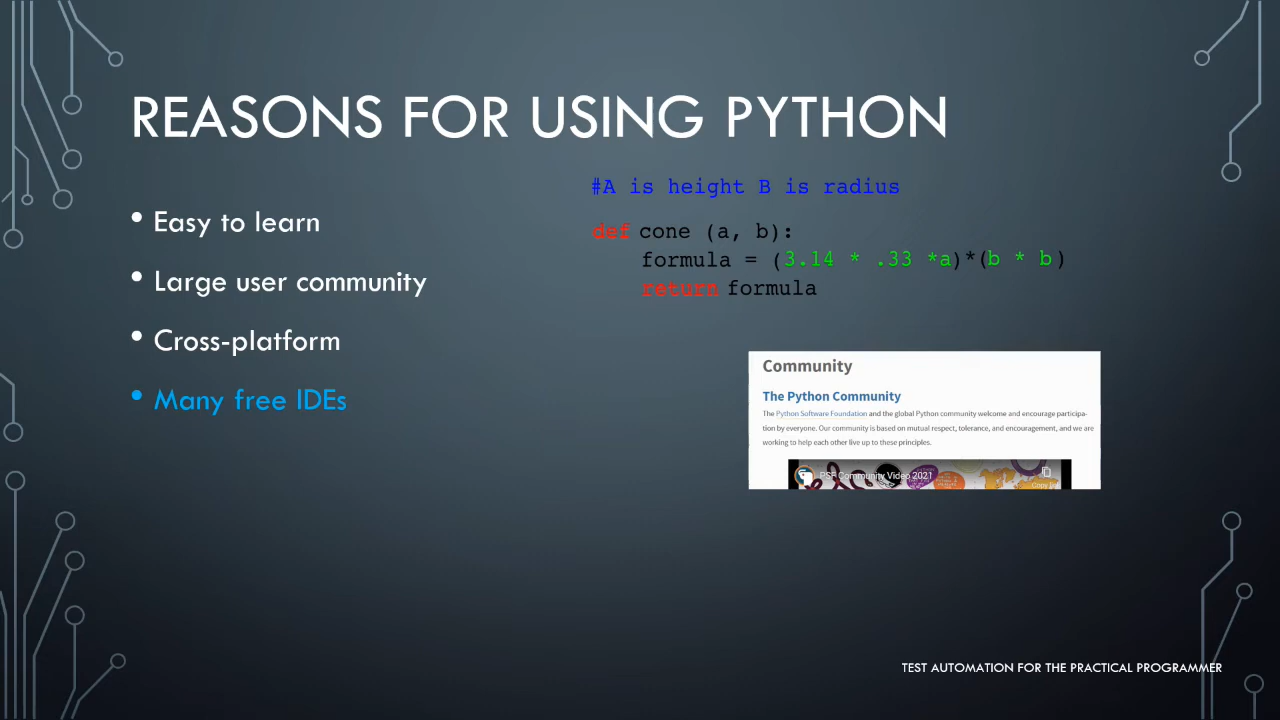 REASONS FOR USING PYTHON
• Easy to learn
• Large user community
• Cross-platform
• Many free IDEs
#A is height B is radius
def cone (a, b):
    formula = (3.14 * .33 *a)*(b * b)
    return formula
Community
The Python Community
The Python Software Foundation and the global Python community welcome and encourage participa-
tion by everyone. Our community is based on mutual respect, tolerance, and encouragement, and we are
working to help each other live up to these principles.
PSF Community Video 2021
TEST AUTOMATION FOR THE PRACTICAL PROGRAMMER